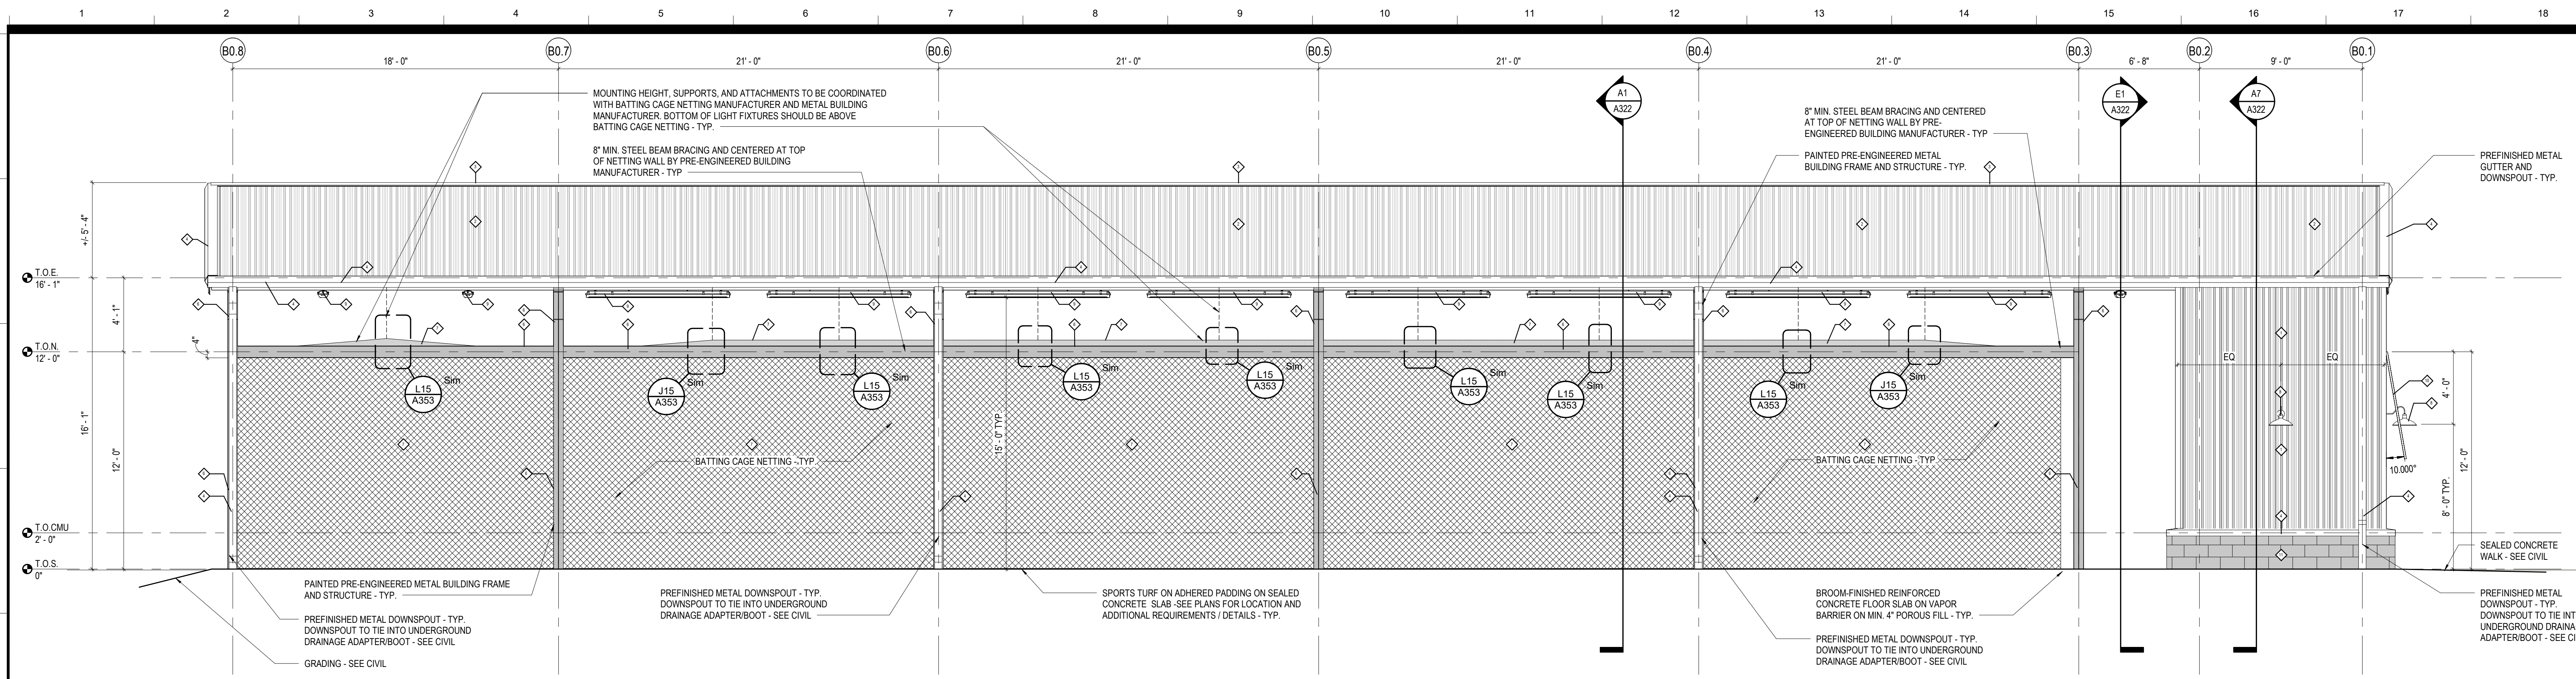 1 2 3 4 5 6 7 8 9 10 11 12 13 14 15 16 17 18
B0.8 B0.7 B0.6 B0.5 B0.4 B0.3 B0.2 B0.1
18' - 0" 21' - 0" 21' - 0" 21' - 0" 21' - 0" 6' - 8" 9' - 0"
MOUNTING HEIGHT, SUPPORTS, AND ATTACHMENTS TO BE COORDINATED
WITH BATTING CAGE NETTING MANUFACTURER AND METAL BUILDING
MANUFACTURER. BOTTOM OF LIGHT FIXTURES SHOULD BE ABOVE
BATTING CAGE NETTING - TYP.
8" MIN. STEEL BEAM BRACING AND CENTERED AT TOP
OF NETTING WALL BY PRE-ENGINEERED BUILDING
MANUFACTURER - TYP
A1
A322
8" MIN. STEEL BEAM BRACING AND CENTERED
AT TOP OF NETTING WALL BY PRE-
ENGINEERED BUILDING MANUFACTURER - TYP
PAINTED PRE-ENGINEERED METAL
BUILDING FRAME AND STRUCTURE - TYP.
E1
A322
A7
A322
PREFINISHED METAL
GUTTER AND
DOWNSPOUT - TYP.
+/- 5' - 4"
T.O.E.
16' - 1"
4' - 1"
4"
T.O.N.
12' - 0"
16' - 1"
12' - 0"
T.O.CMU
2' - 0"
T.O.S.
0"
L15
A353
Sim
J15
A353
Sim
L15
A353
Sim
L15
A353
Sim
L15
A353
Sim
L15
A353
Sim
L15
A353
Sim
L15
A353
Sim
J15
A353
Sim
15' - 0" TYP.
BATTING CAGE NETTING - TYP.
BATTING CAGE NETTING - TYP.
EQ EQ
4' - 0"
10.000°
8' - 0" TYP.
12' - 0"
PAINTED PRE-ENGINEERED METAL BUILDING FRAME
AND STRUCTURE - TYP.
PREFINISHED METAL DOWNSPOUT - TYP.
DOWNSPOUT TO TIE INTO UNDERGROUND
DRAINAGE ADAPTER/BOOT - SEE CIVIL
GRADING - SEE CIVIL
PREFINISHED METAL DOWNSPOUT - TYP.
DOWNSPOUT TO TIE INTO UNDERGROUND
DRAINAGE ADAPTER/BOOT - SEE CIVIL
SPORTS TURF ON ADHERED PADDING ON SEALED
CONCRETE SLAB -SEE PLANS FOR LOCATION AND
ADDITIONAL REQUIREMENTS / DETAILS - TYP.
BROOM-FINISHED REINFORCED
CONCRETE FLOOR SLAB ON VAPOR
BARRIER ON MIN. 4" POROUS FILL - TYP.
PREFINISHED METAL DOWNSPOUT - TYP.
DOWNSPOUT TO TIE INTO UNDERGROUND
DRAINAGE ADAPTER/BOOT - SEE CIVIL
SEALED CONCRETE
WALK - SEE CIVIL
PREFINISHED METAL
DOWNSPOUT - TYP.
DOWNSPOUT TO TIE INT
UNDERGROUND DRAINA
ADAPTER/BOOT - SEE CI